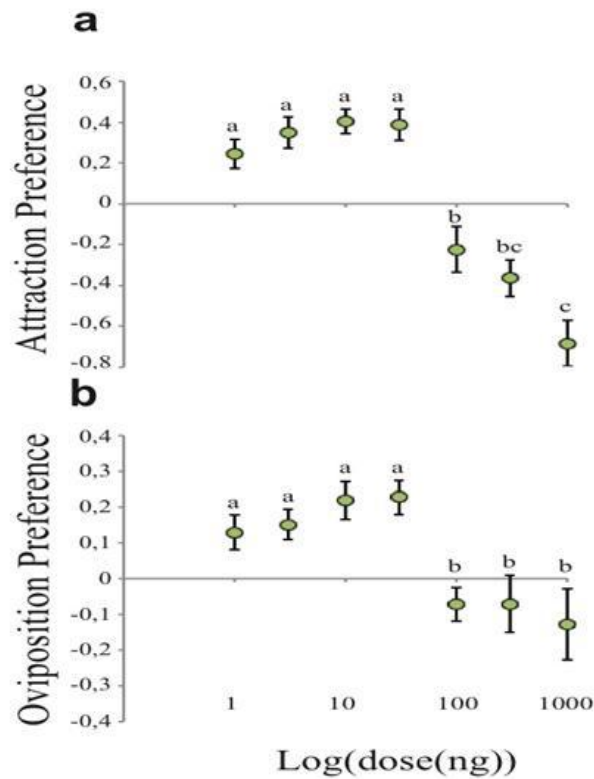 a
Attraction Preference
0,6
a
a
a
a
0,4
0,2
0
b
-0,2
bc
-0,4
c
-0,6
-0,8
b
Oviposition Preference
0,4
0,3
a
a
a
a
0,2
0,1
0
b
b
b
-0,1
-0,2
-0,3
-0,4
1 10 100 1000
Log(dose(ng))